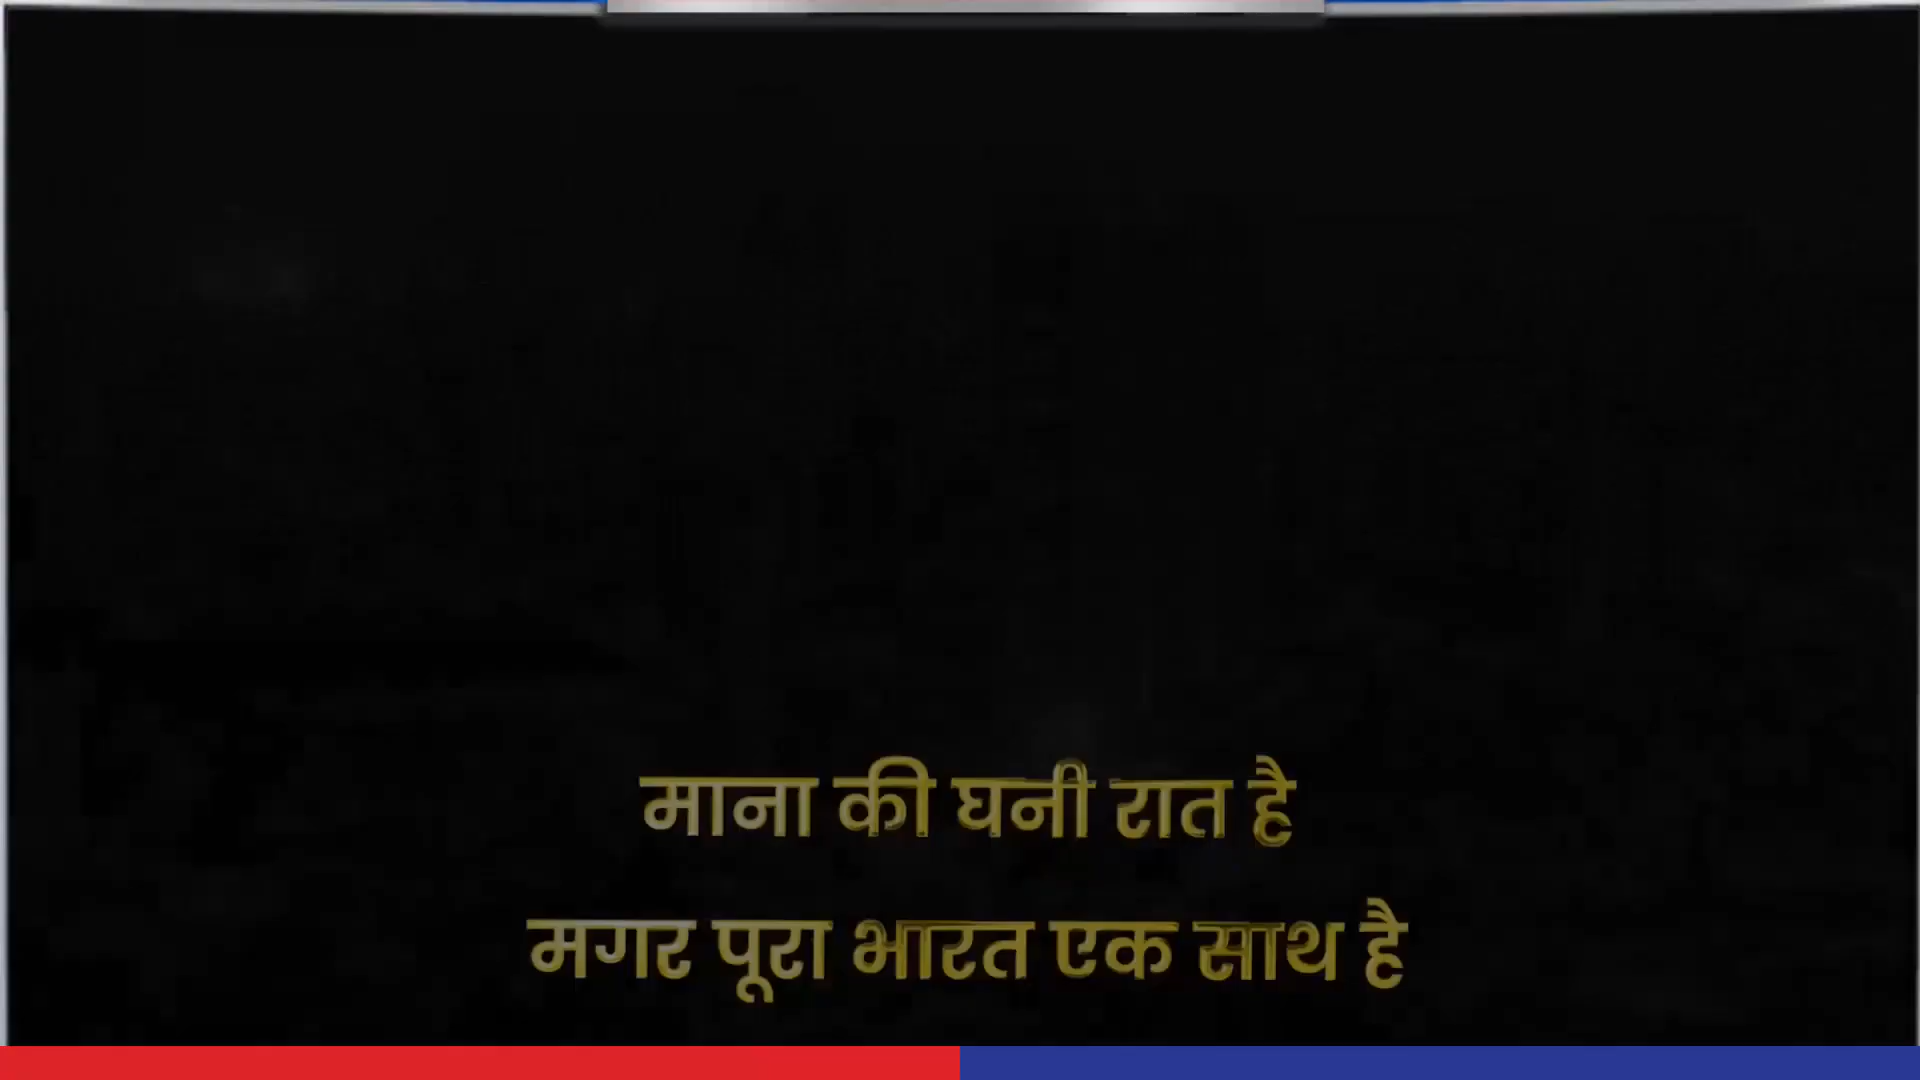 माना की घनी रात है
मगर पूरा भारत एक साथ है